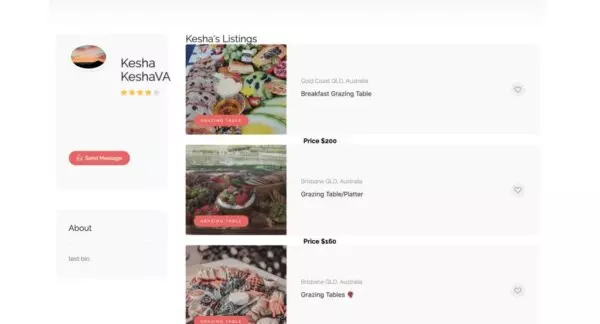 Kesha's Listings
Kesha
KeshaVA
Send Message
About
test bio
Gold Coast QLD, Australia
Breakfast Grazing Table
GRAZING TABLE
Price $200
Brisbane QLD, Australia
Grazing Table/Platter
GRAZING TABLE
Price $160
Brisbane QLD, Australia
Grazing Tables
GRAZING TABLE